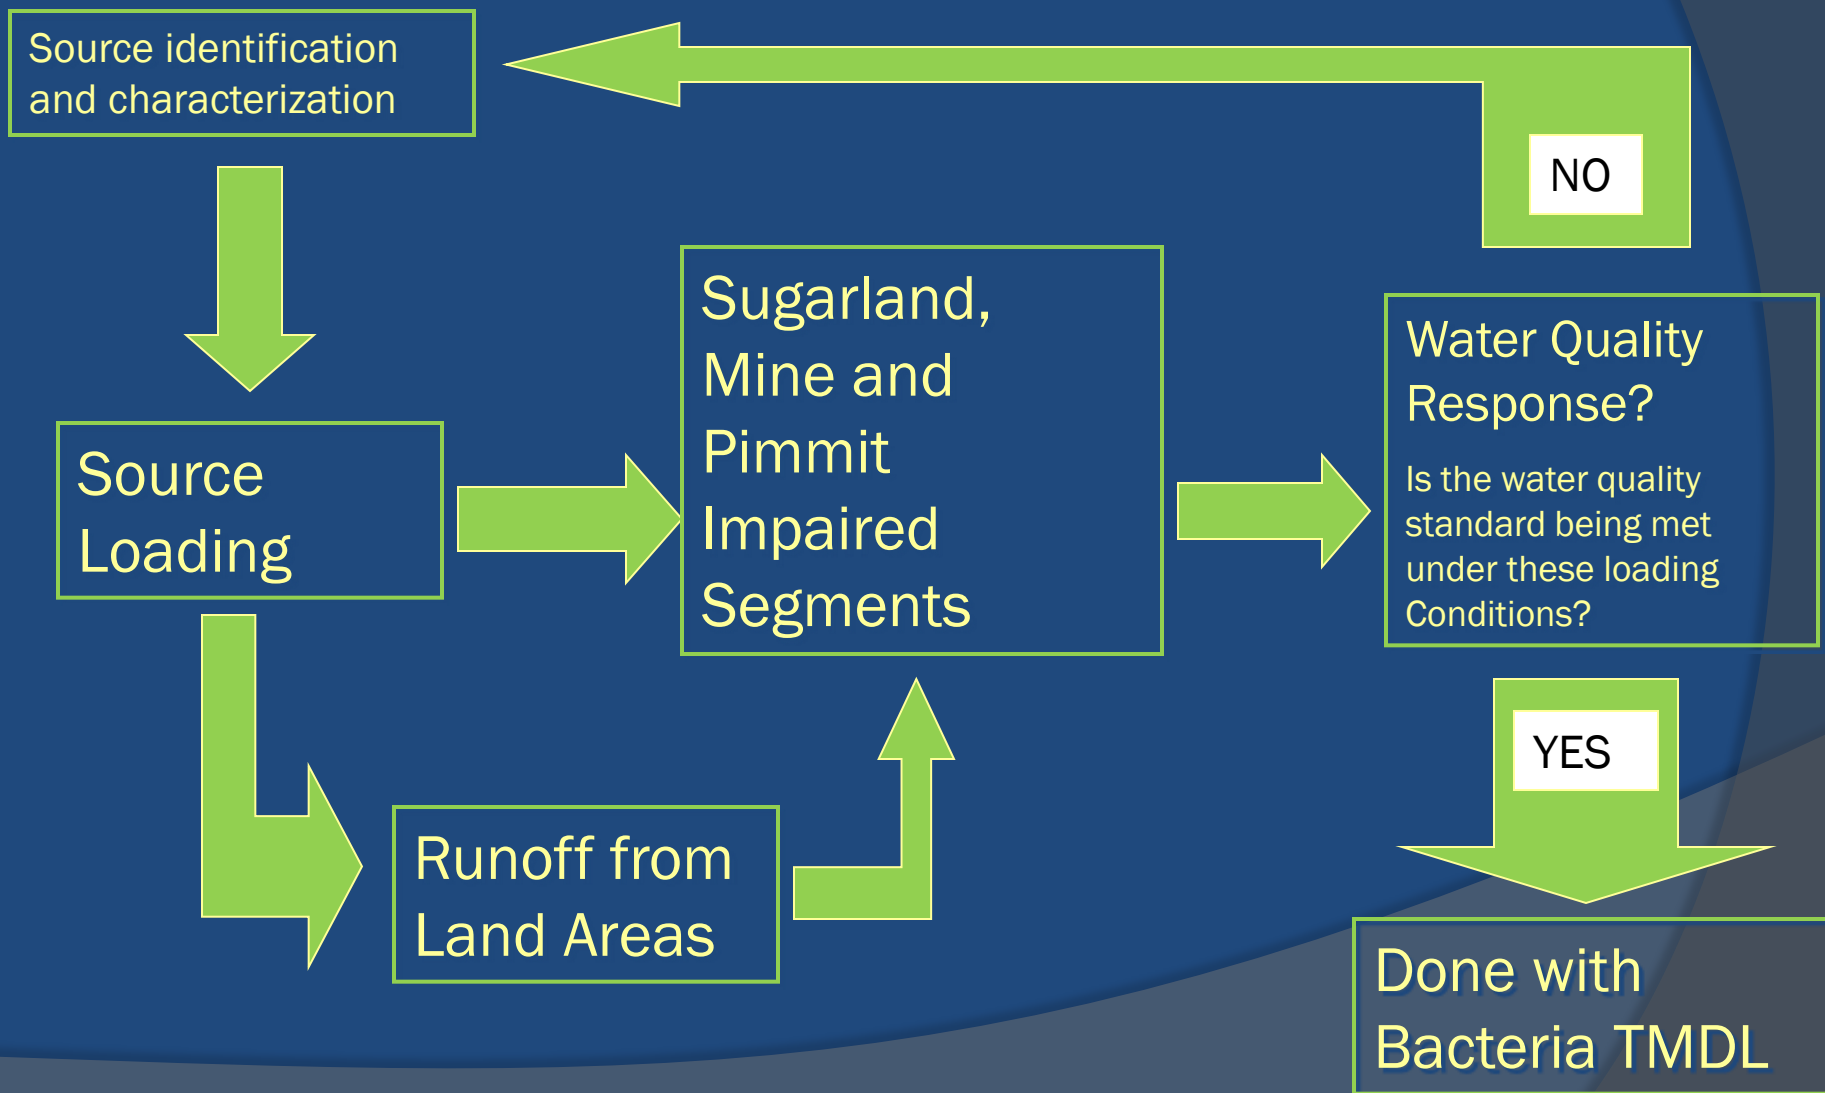 Source identification
and characterization
NO
Sugarland,
Mine and
Pimmit
Impaired
Segments
Water Quality
Response?
Is the water quality
standard being met
under these loading
Conditions?
Source
Loading
YES
Runoff from
Land Areas
Done with
Bacteria TMDL